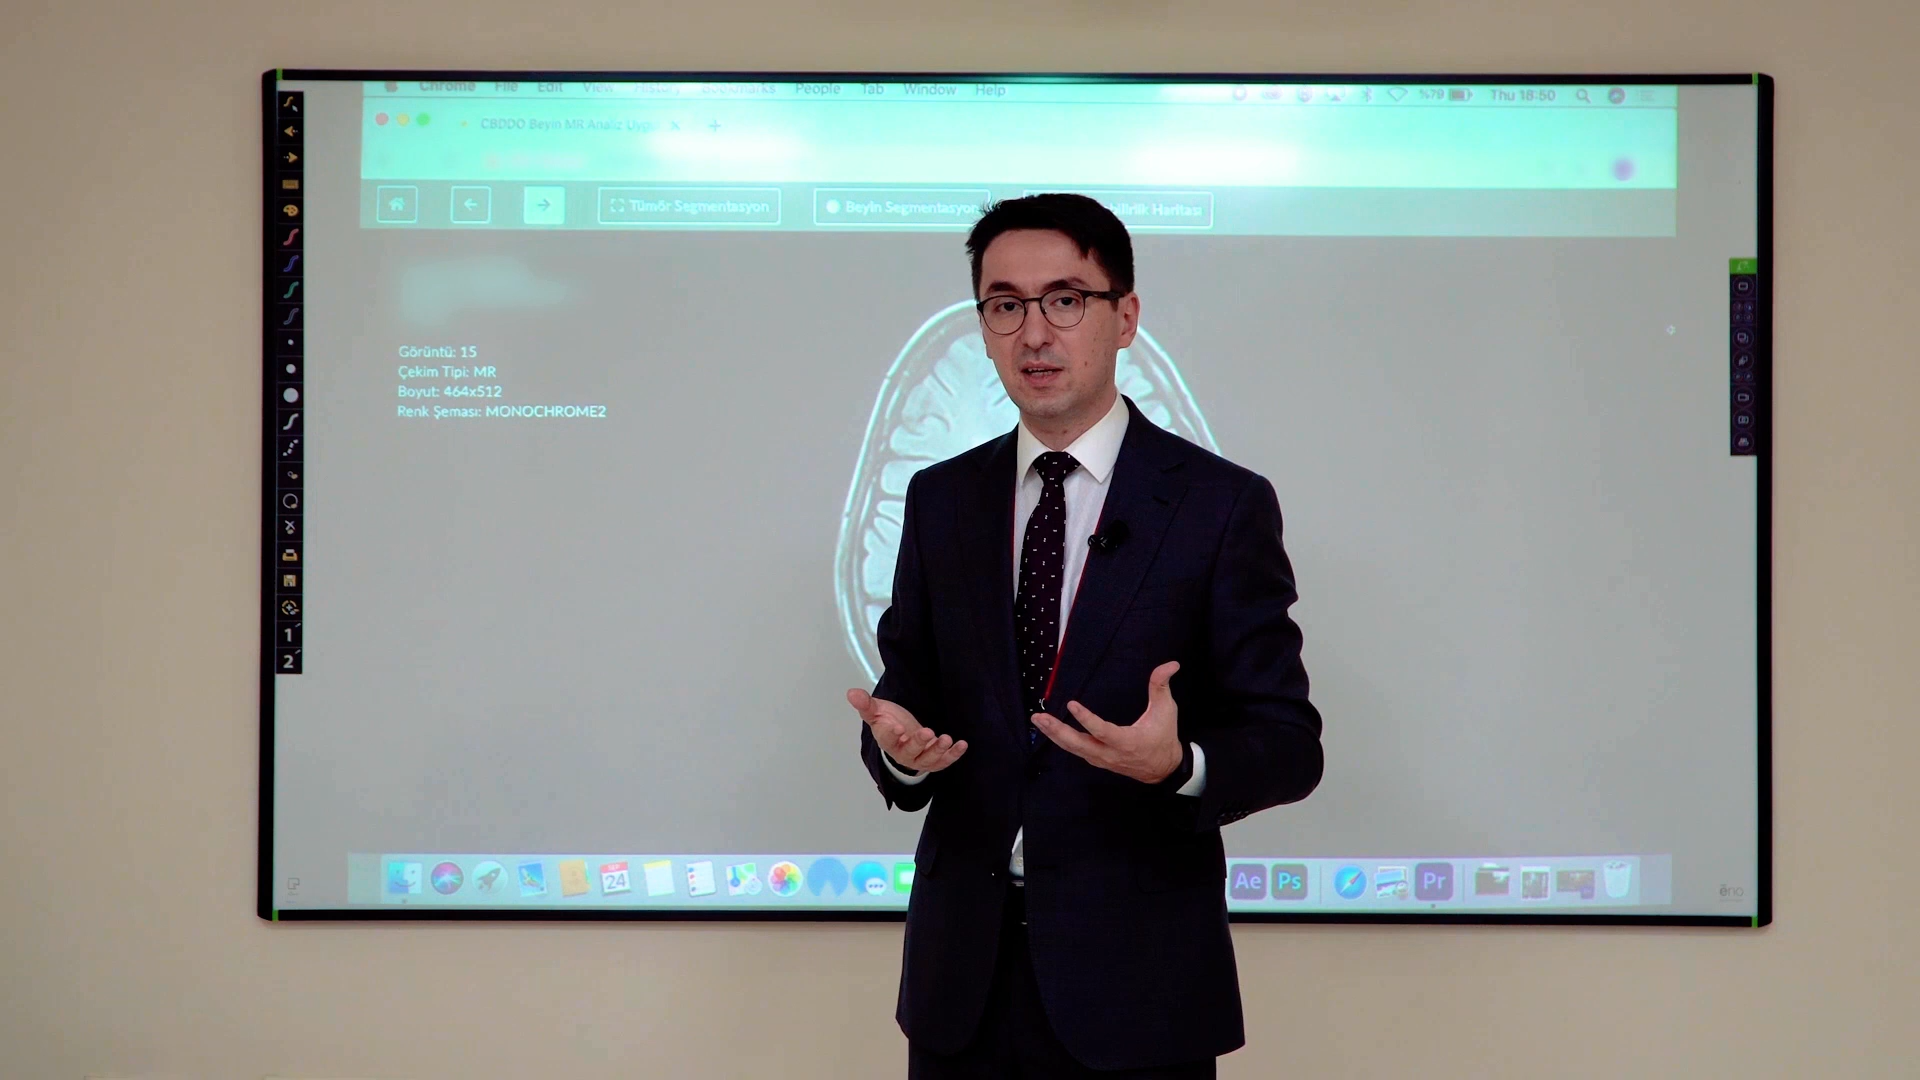 Chrome File Edit View History Bookmarks People Tab Window Help
%79 Thu 18:50
CBDDO Beyin MR Analiz
Tümör Segmentasyon
Beyin Segmentasyon
Haritası
Görüntü: 15
Çekim Tipi: MR
Boyut: 464x512
Renk Şeması: MONOCHROME2
1
2
24
Ae Ps
Pr
ēno